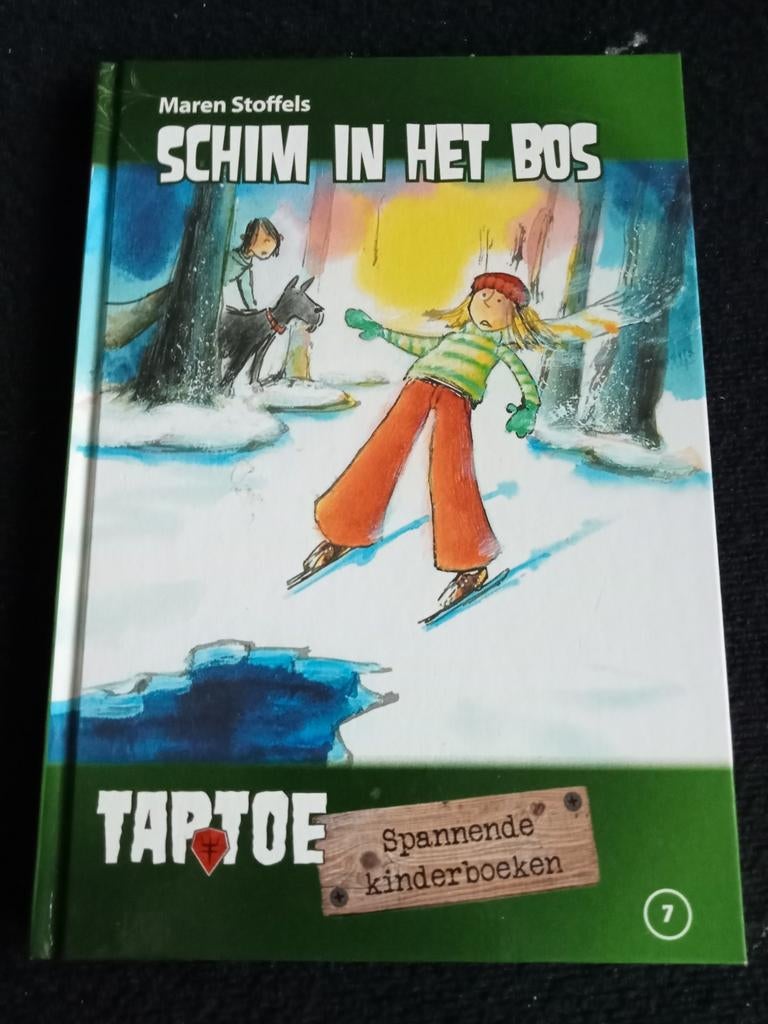 Maren Stoffels
SCHIM IN HET BOS
TAPTOE
Spannende
kinderboeken
7